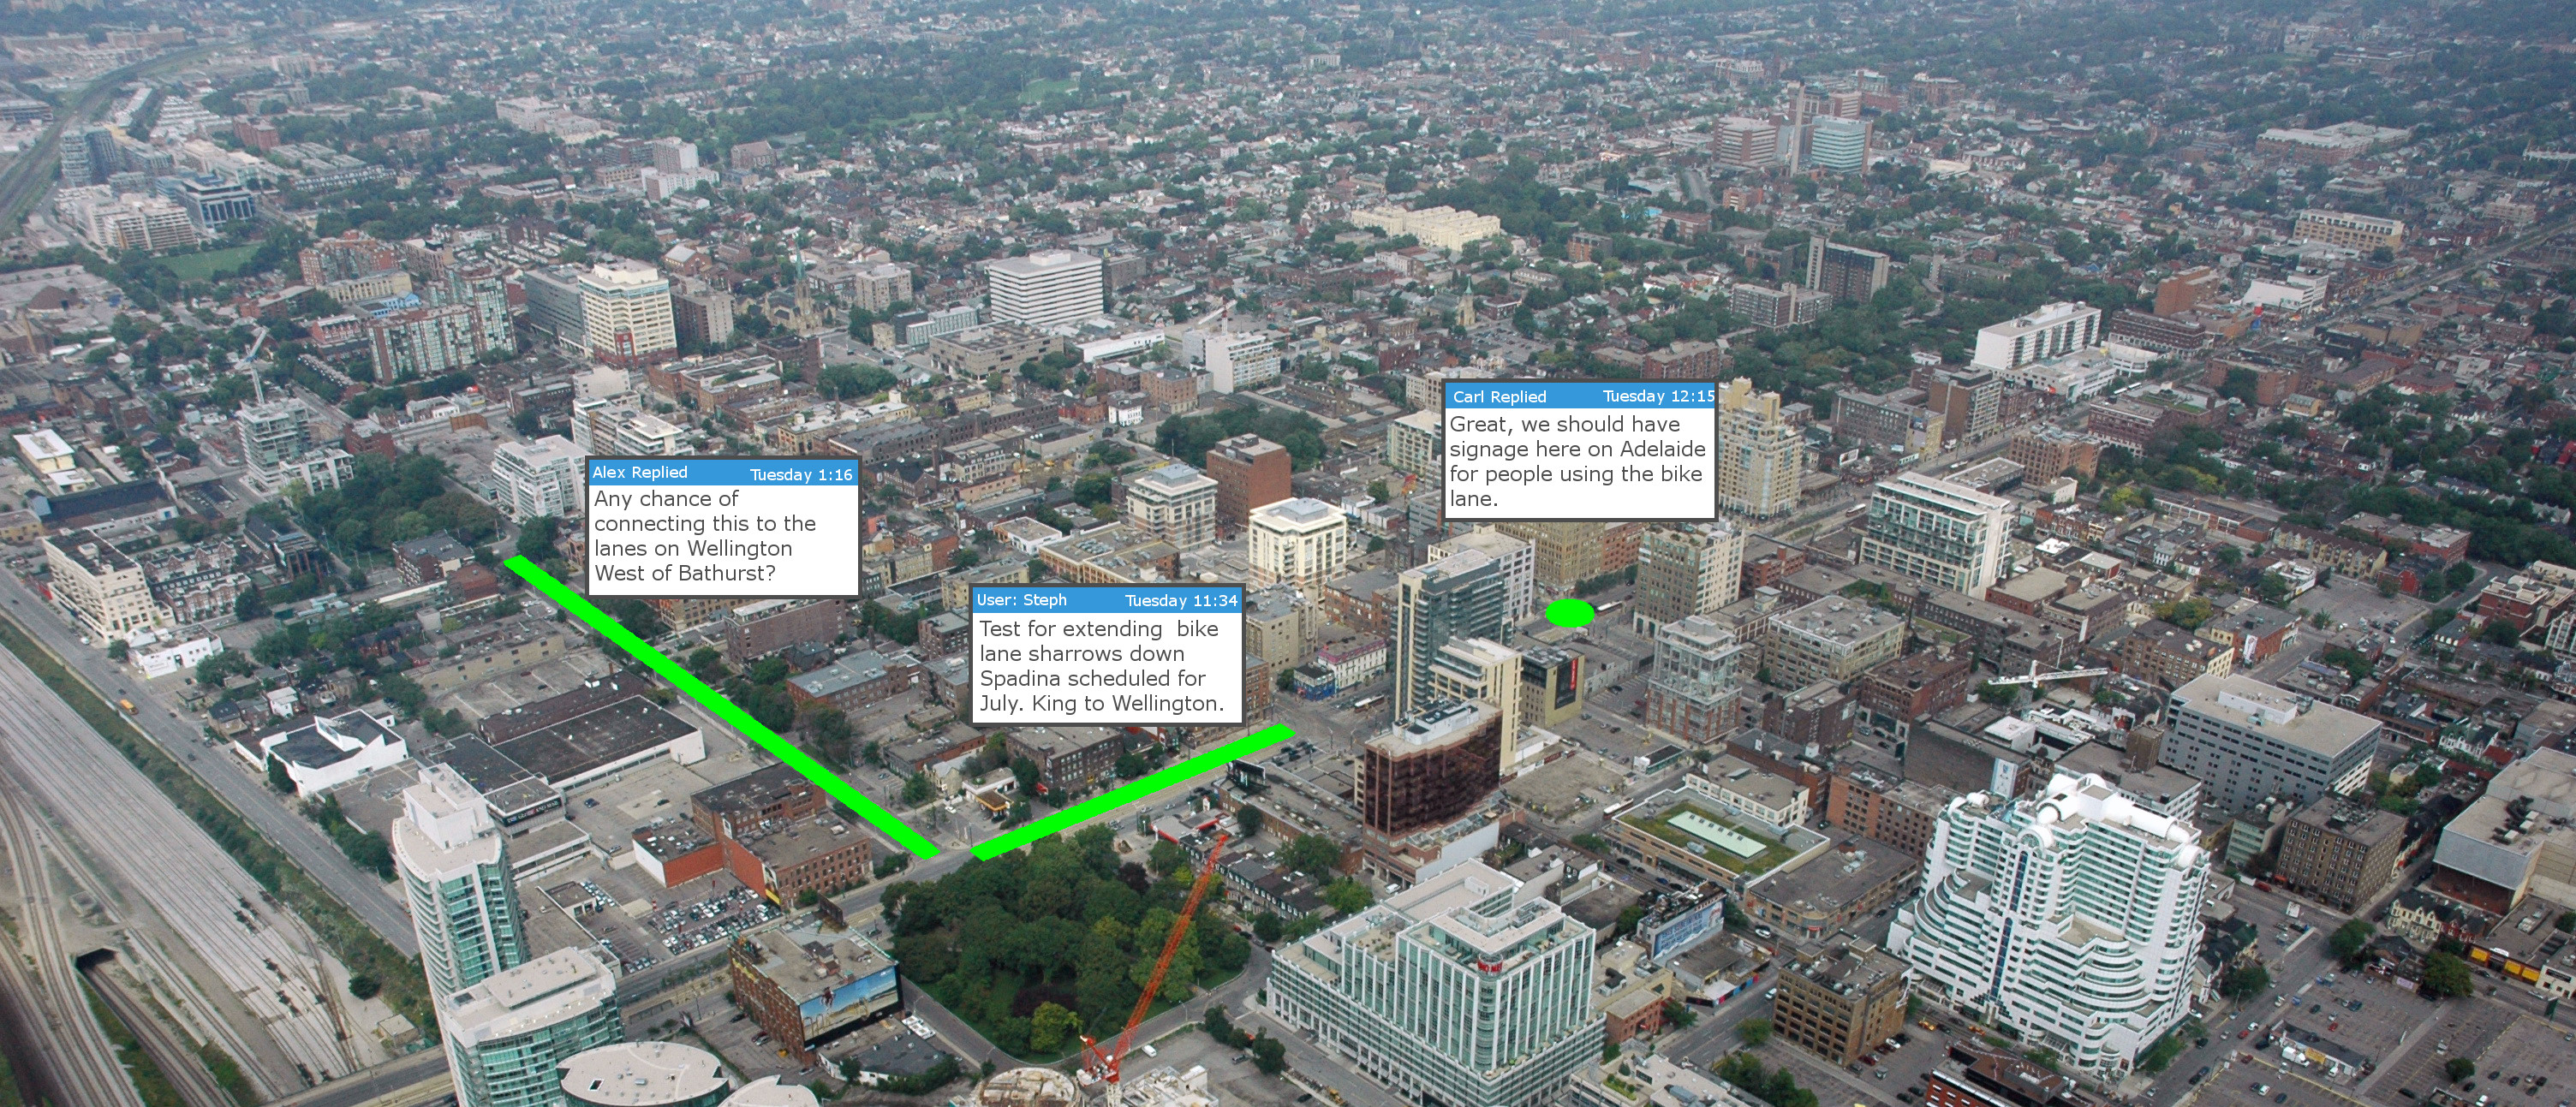 Carl Replied Tuesday 12:15
Great, we should have
signage here on Adelaide
for people using the bike
lane.
Alex Replied Tuesday 1:16
Any chance of
connecting this to the
lanes on Wellington
West of Bathurst?
User: Steph Tuesday 11:34
Test for extending bike
lane sharrows down
Spadina scheduled for
July. King to Wellington.